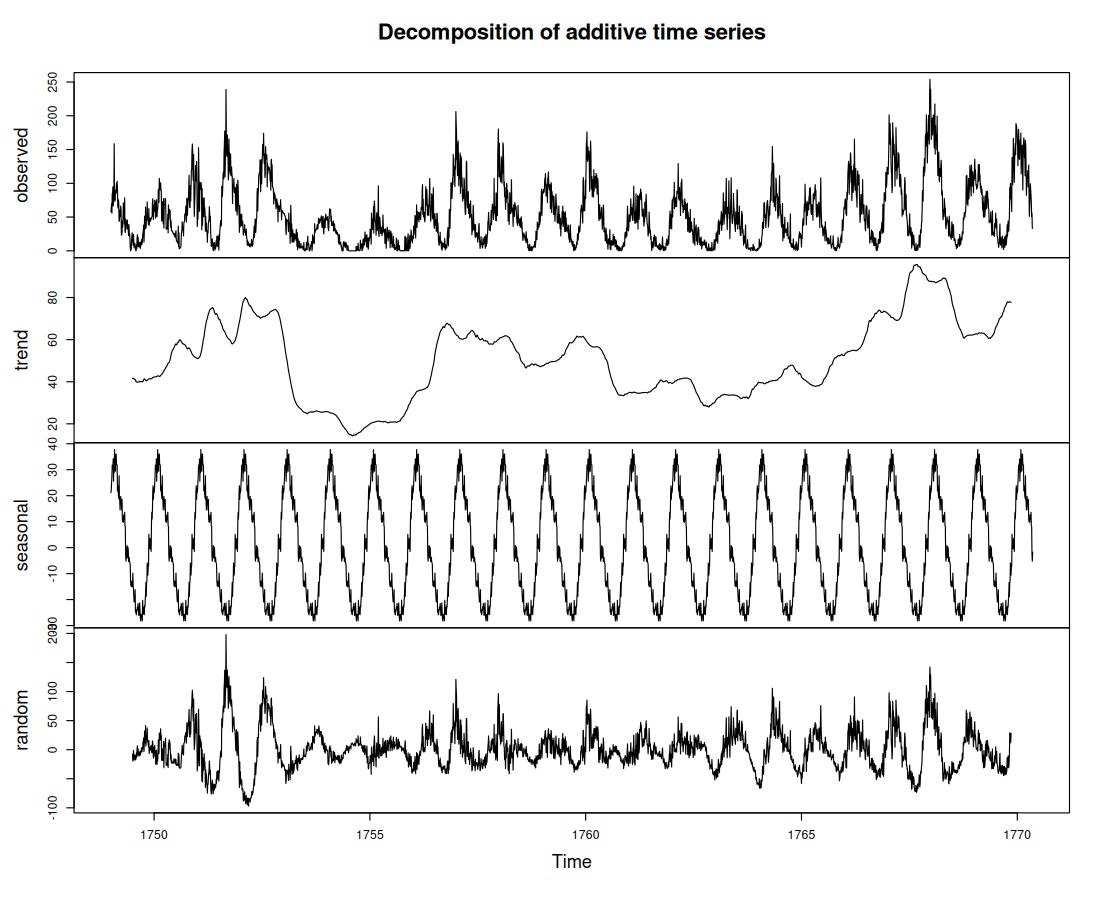 Decomposition of additive time series
observed
0 50 100 150 200 250
trend
20 40 60 80
seasonal
-10 0 10 20 30 40
random
-100 0 50 100
1750 1755 1760 1765 1770
Time